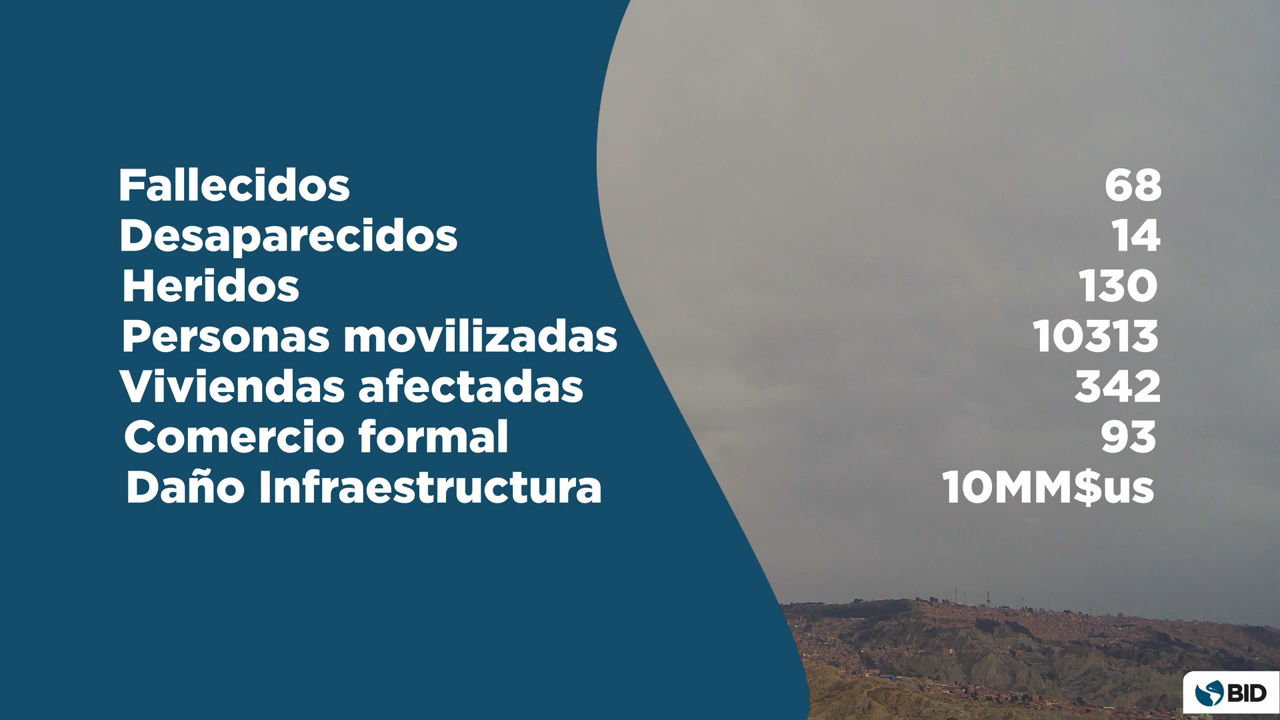 Fallecidos 68
Desaparecidos 14
Heridos 130
Personas movilizadas 10313
Viviendas afectadas 342
Comercio formal 93
Daño Infraestructura 10MM$us
BID